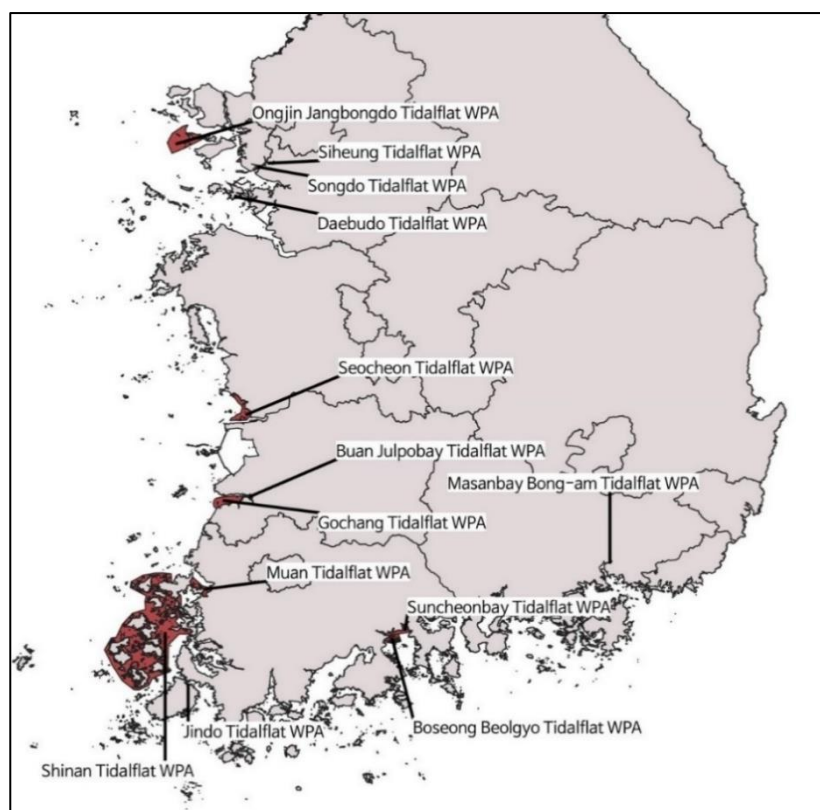 Ongjin Jangbongdo Tidalflat WPA
Siheung Tidalflat WPA
Songdo Tidalflat WPA
Daebudo Tidalflat WPA
Seocheon Tidalflat WPA
Buan Julpobay Tidalflat WPA
Masanbay Bong-am Tidalflat WPA
Gochang Tidalflat WPA
Muan Tidalflat WPA
Suncheonbay Tidalflat WPA
Jindo Tidalflat WPA
Boseong Beolgyo Tidalflat WPA
Shinan Tidalflat WPA